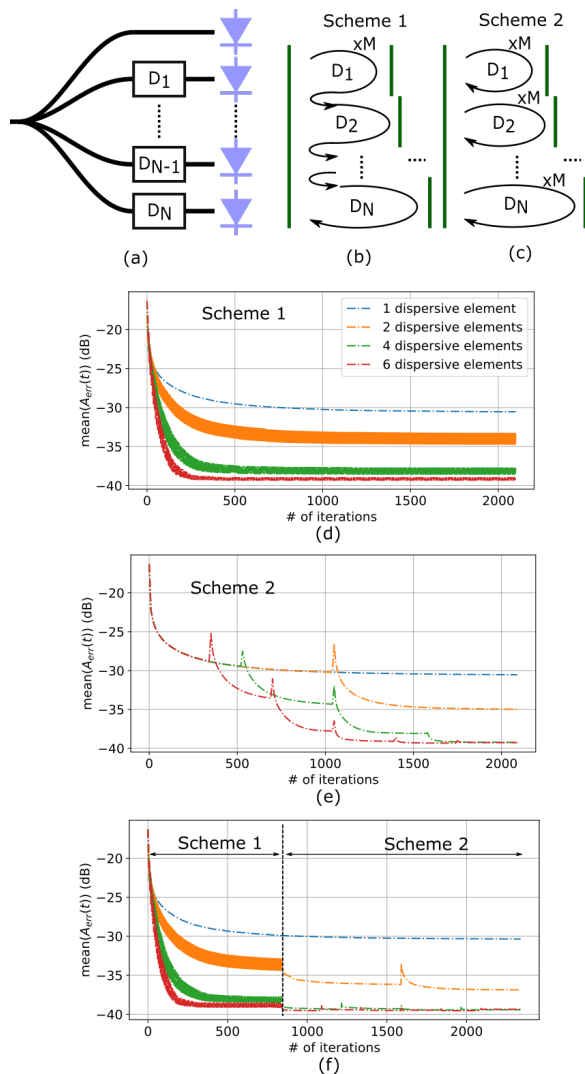 D1
DN-1
DN
(a)
Scheme 1
xM
D1
D2
DN
(b)
Scheme 2
xM
D1
xM
D2
xM
DN
(c)
Scheme 1
1 dispersive element
2 dispersive elements
4 dispersive elements
6 dispersive elements
mean(Aerr(t)) (dB)
−20
−25
−30
−35
−40
0
500
1000
1500
2000
# of iterations
(d)
Scheme 2
mean(Aerr(t)) (dB)
−20
−25
−30
−35
−40
0
500
1000
1500
2000
# of iterations
(e)
Scheme 1
Scheme 2
mean(Aerr(t)) (dB)
−20
−25
−30
−35
−40
0
500
1000
1500
2000
# of iterations
(f)